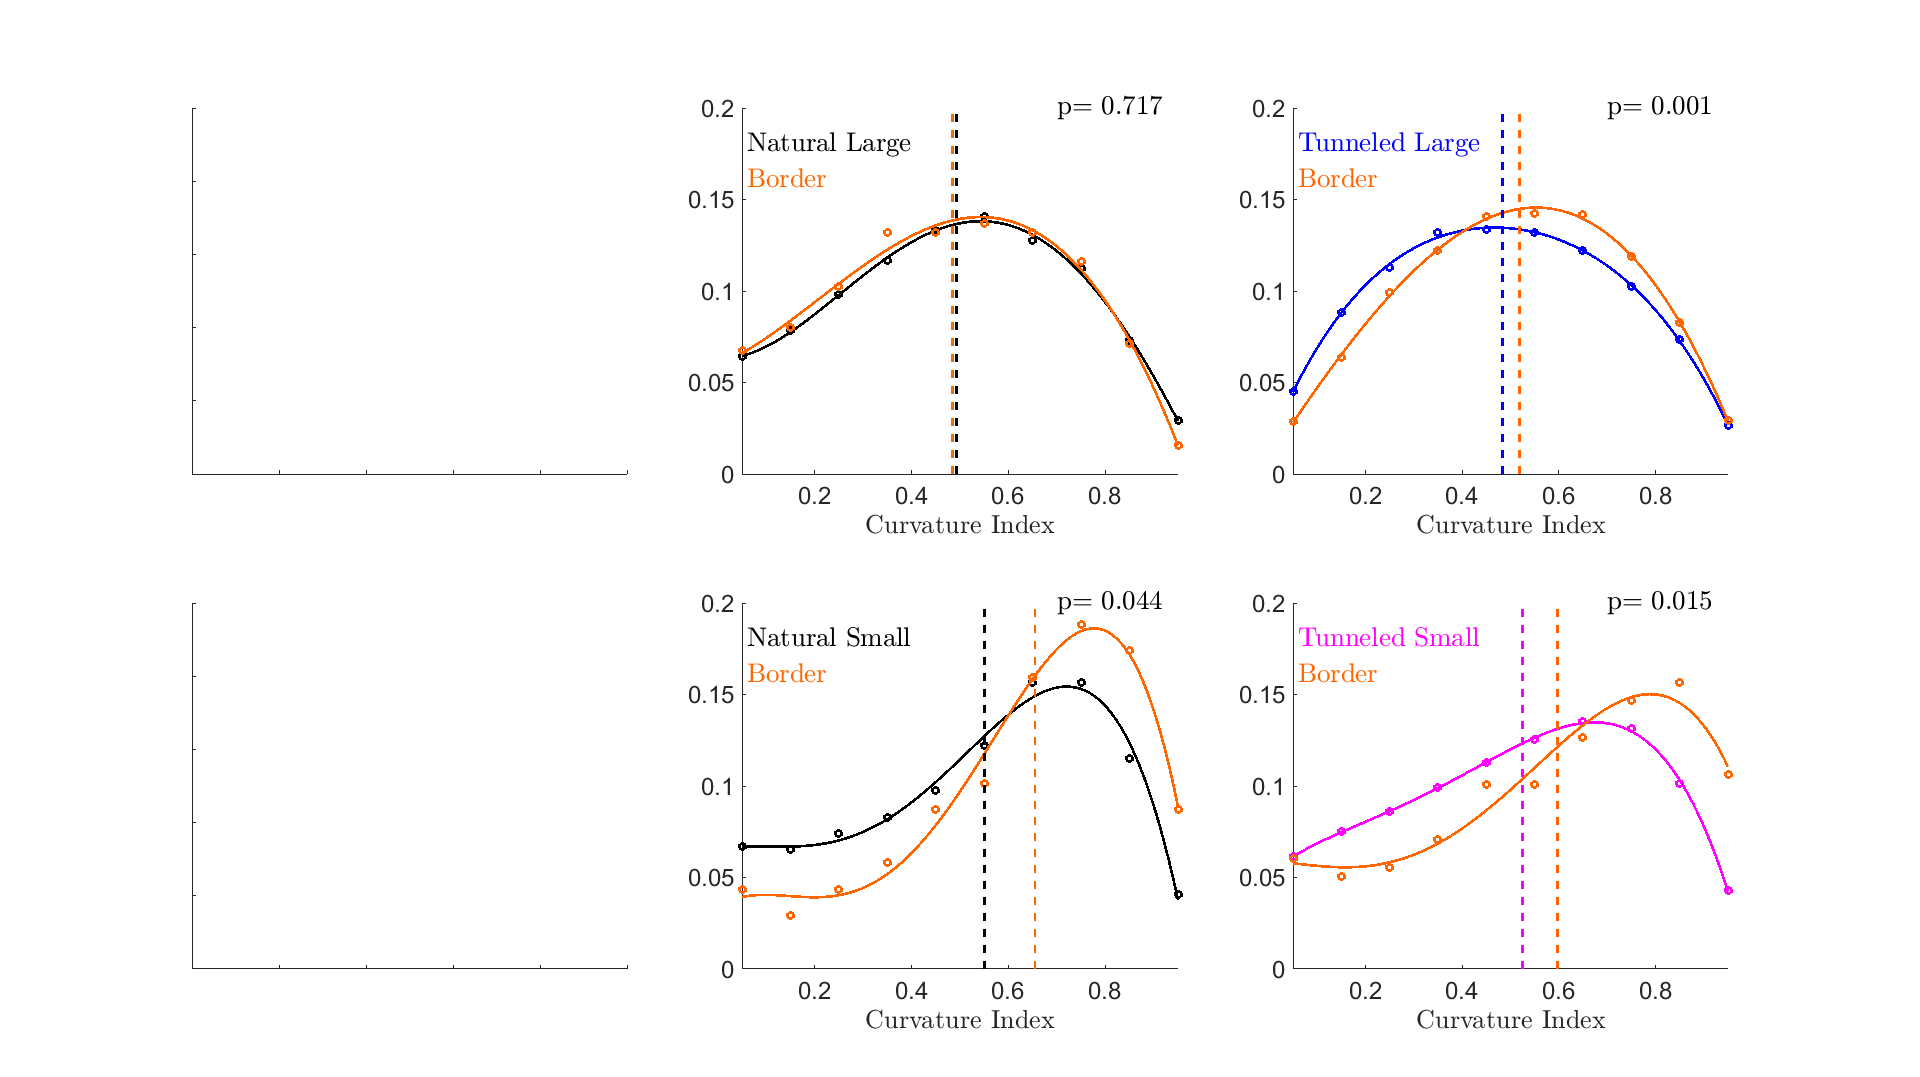 p= 0.717
0.2
Natural Large
Border
0.15
0.1
0.05
0
0.2 0.4 0.6 0.8
Curvature Index
p= 0.001
0.2
Tunneled Large
Border
0.15
0.1
0.05
0
0.2 0.4 0.6 0.8
Curvature Index
p= 0.044
0.2
Natural Small
Border
0.15
0.1
0.05
0
0.2 0.4 0.6 0.8
Curvature Index
p= 0.015
0.2
Tunneled Small
Border
0.15
0.1
0.05
0
0.2 0.4 0.6 0.8
Curvature Index